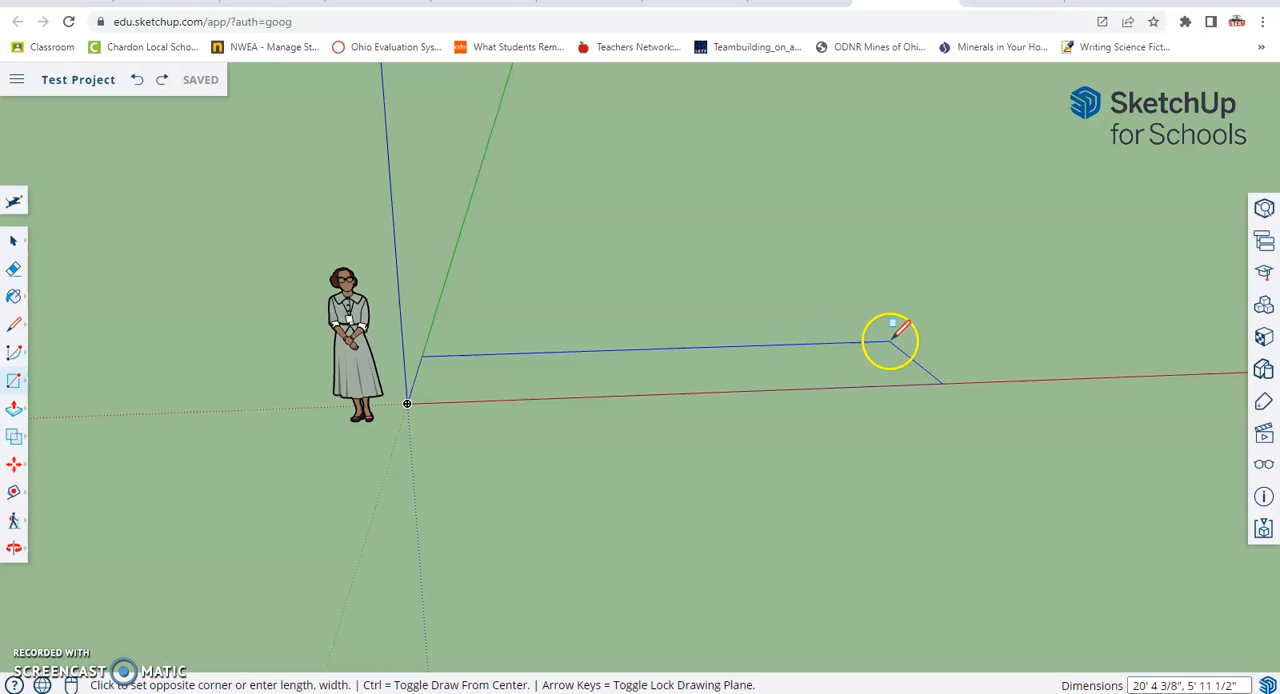 edu.sketchup.com/app/?auth=goog
Classroom
Chardon Local Scho...
NWEA - Manage St...
Ohio Evaluation Sys...
What Students Rem...
Teachers Network:...
Teambuilding_on_a...
ODNR Mines of Ohi...
Minerals in Your Ho...
Writing Science Fict...
»
Test Project
SAVED
SketchUp
for Schools
RECORDED WITH
SCREENCAST MATIC
Click to set opposite corner or enter length, width. | Ctrl = Toggle Draw From Center. | Arrow Keys = Toggle Lock Drawing Plane.
Dimensions 20' 4 3/8", 5' 11 1/2"